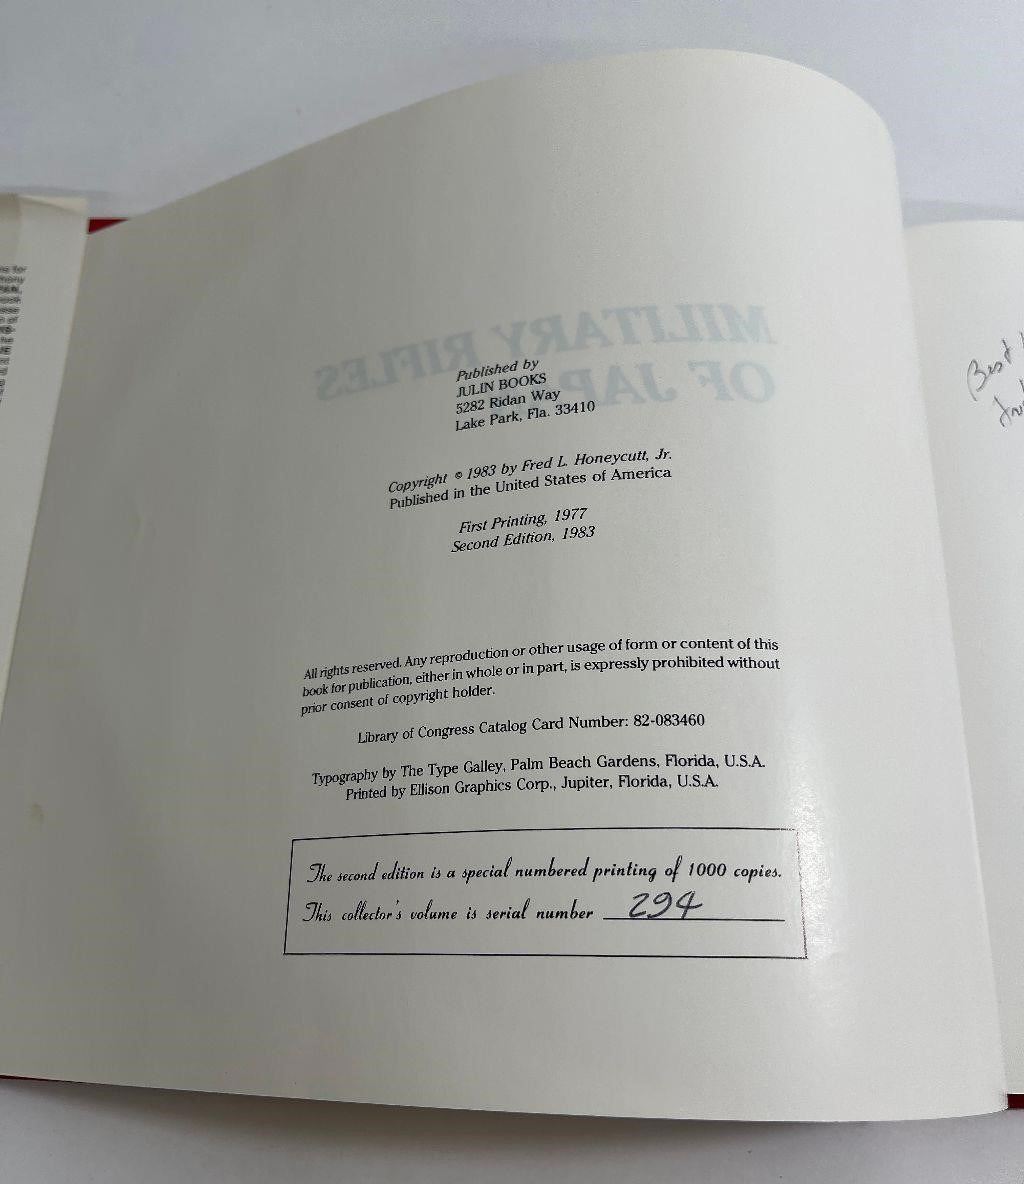 MILITARY RIFLES
OF JAPAN
Published by
JULIN BOOKS
5282 Ridan Way
Lake Park, Fla. 33410
Copyright © 1983 by Fred L. Honeycutt, Jr.
Published in the United States of America
First Printing, 1977
Second Edition, 1983
All rights reserved. Any reproduction or other usage of form or content of this
book for publication, either in whole or in part, is expressly prohibited without
prior consent of copyright holder.
Library of Congress Catalog Card Number: 82-083460
Typography by The Type Galley, Palm Beach Gardens, Florida, U.S.A.
Printed by Ellison Graphics Corp., Jupiter, Florida, U.S.A.
The second edition is a special numbered printing of 1000 copies.
This collector's volume is serial number 294
Best